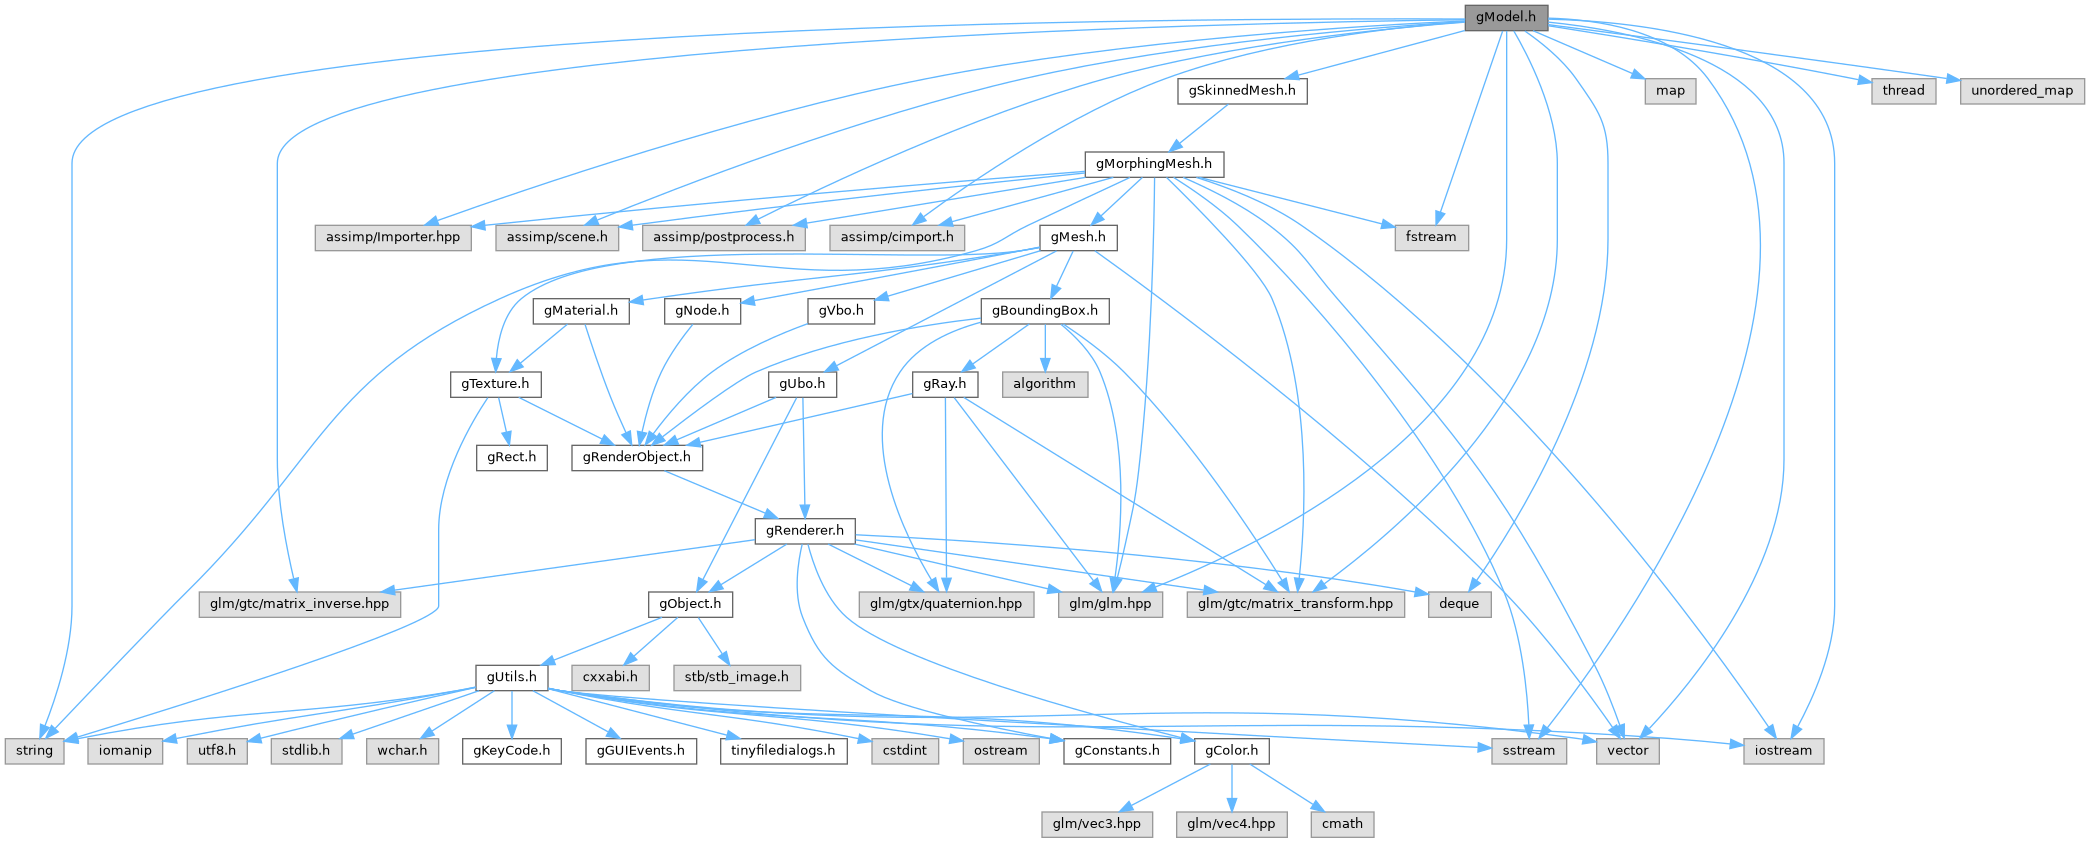 gModel.h
gSkinnedMesh.h
map
thread
unordered_map
gMorphingMesh.h
assimp/Importer.hpp
assimp/scene.h
assimp/postprocess.h
assimp/cimport.h
gMesh.h
fstream
gMaterial.h
gNode.h
gVbo.h
gBoundingBox.h
gTexture.h
gUbo.h
gRay.h
algorithm
gRect.h
gRenderObject.h
gRenderer.h
glm/gtc/matrix_inverse.hpp
gObject.h
glm/gtx/quaternion.hpp
glm/glm.hpp
glm/gtc/matrix_transform.hpp
deque
gUtils.h
cxxabi.h
stb/stb_image.h
string
iomanip
utf8.h
stdlib.h
wchar.h
gKeyCode.h
gGUIEvents.h
tinyfiledialogs.h
cstdint
ostream
gConstants.h
gColor.h
sstream
vector
iostream
glm/vec3.hpp
glm/vec4.hpp
cmath